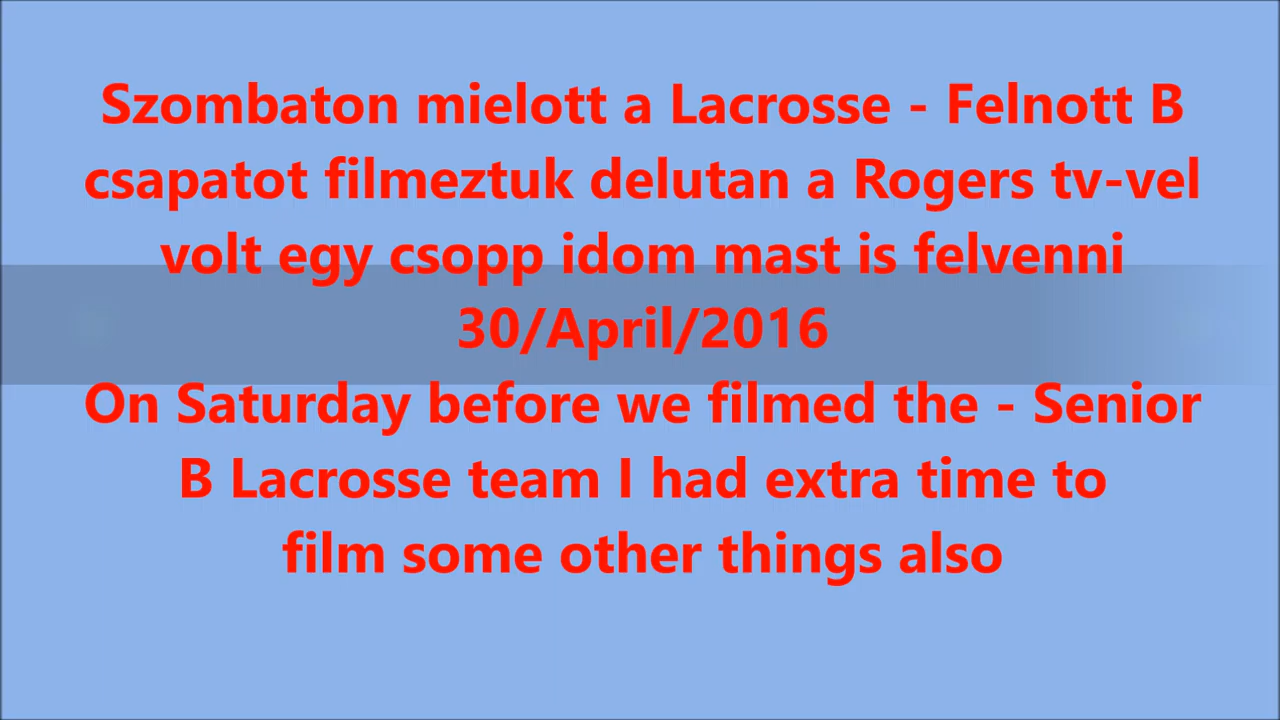 Szombaton mielott a Lacrosse - Felnott B
csapatot filmeztuk delutan a Rogers tv-vel
volt egy csopp idom mast is felvenni
30/April/2016
On Saturday before we filmed the - Senior
B Lacrosse team I had extra time to
film some other things also